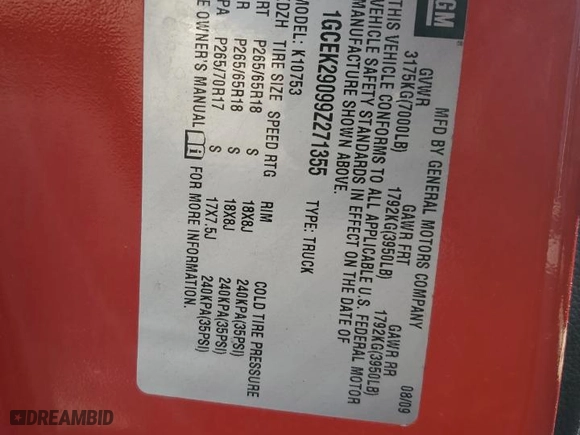 GM
MFD BY GENERAL MOTORS COMPANY
08/09
GVWR GAWR FRT GAWR RR
3175KG(7000LB) 1792KG(3950LB) 1792KG(3950LB)
THIS VEHICLE CONFORMS TO ALL APPLICABLE U.S. FEDERAL MOTOR
VEHICLE SAFETY STANDARDS IN EFFECT ON THE DATE OF
MANUFACTURE SHOWN ABOVE.
1GCEK29099Z271355 TYPE: TRUCK
MODEL: K10753
DZH TIRE SIZE SPEED RTG RIM COLD TIRE PRESSURE
RT P265/65R18 S 18X8J 240KPA(35PSI)
R P265/65R18 S 18X8J 240KPA(35PSI)
PA P265/70R17 S 17X7.5J 240KPA(35PSI)
E OWNER'S MANUAL i FOR MORE INFORMATION.
DREAMBID